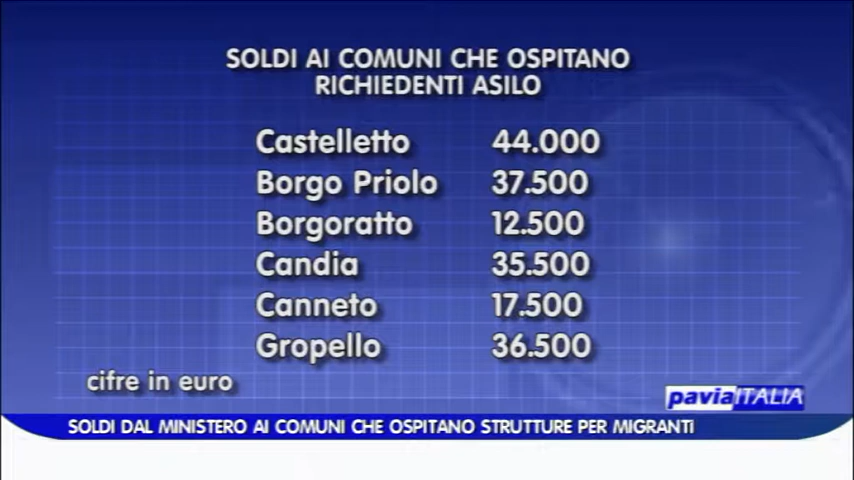 SOLDI AI COMUNI CHE OSPITANO
RICHIEDENTI ASILO
Castelletto 44.000
Borgo Priolo 37.500
Borgoratto 12.500
Candia 35.500
Canneto 17.500
Gropello 36.500
cifre in euro
paviaITALIA
SOLDI DAL MINISTERO AI COMUNI CHE OSPITANO STRUTTURE PER MIGRANTI